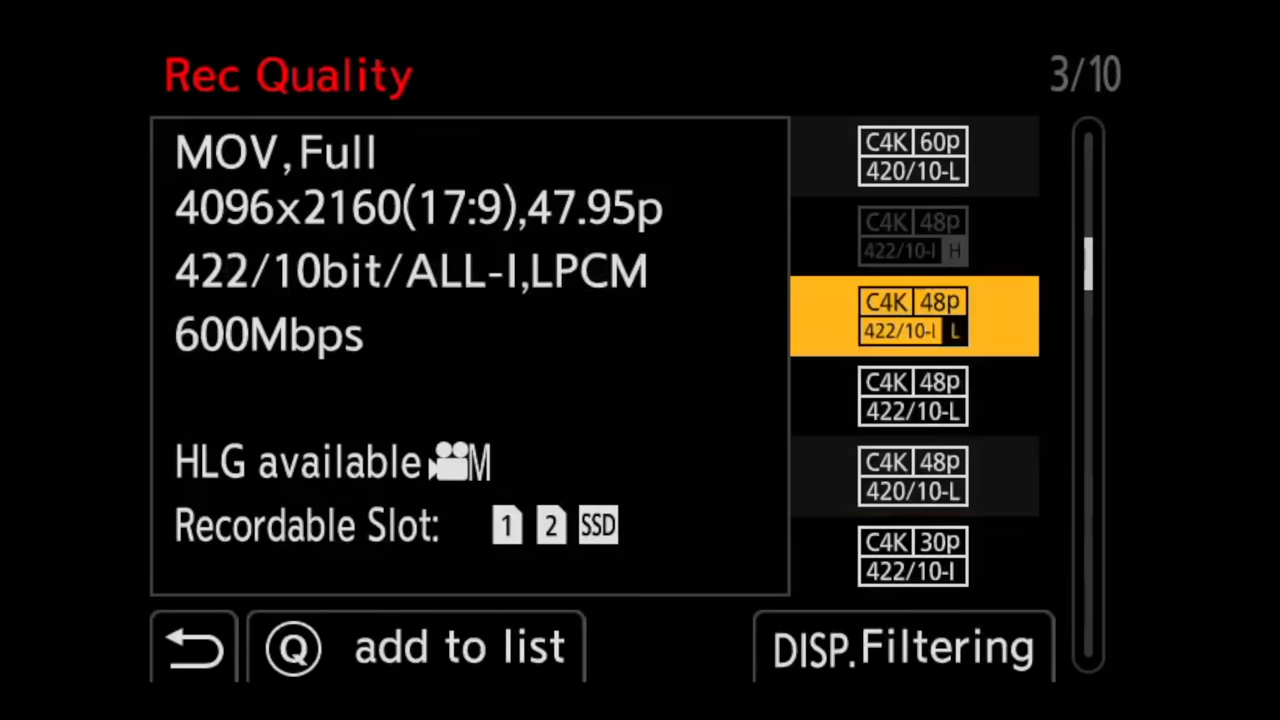 Rec Quality
3/10
MOV,Full
4096x2160(17:9),47.95p
422/10bit/ALL-I,LPCM
600Mbps
HLG available M
Recordable Slot: 1 2 SSD
C4K 60p
420/10-L
C4K 48p
422/10-I H
C4K 48p
422/10-I L
C4K 48p
422/10-L
C4K 48p
420/10-L
C4K 30p
422/10-I
Q add to list
DISP.Filtering